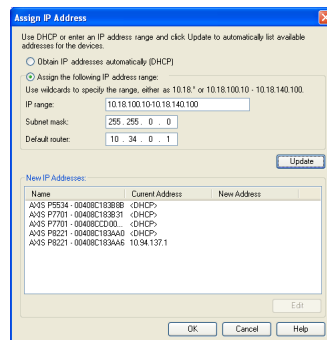 Assign IP Address
Use DHCP or enter an IP address range and click Update to automatically list available
addresses for the devices.
Obtain IP addresses automatically (DHCP)
Assign the following IP address range:
Use wildcards to specify the range, either as 10.18.* or 10.18.100.10 - 10.18.140.100.
IP range: 10.18.100.10-10.18.140.100
Subnet mask: 255 . 255 . 0 . 0
Default router: 10 . 34 . 0 . 1
Update
New IP Addresses:
Name Current Address New Address
AXIS P5534 - 00408C183B8B <DHCP>
AXIS P7701 - 00408C183B31 <DHCP>
AXIS P7701 - 00408CCD00... <DHCP>
AXIS P8221 - 00408C183AA0 <DHCP>
AXIS P8221 - 00408C183AA6 10.94.137.1
Edit
OK Cancel Help